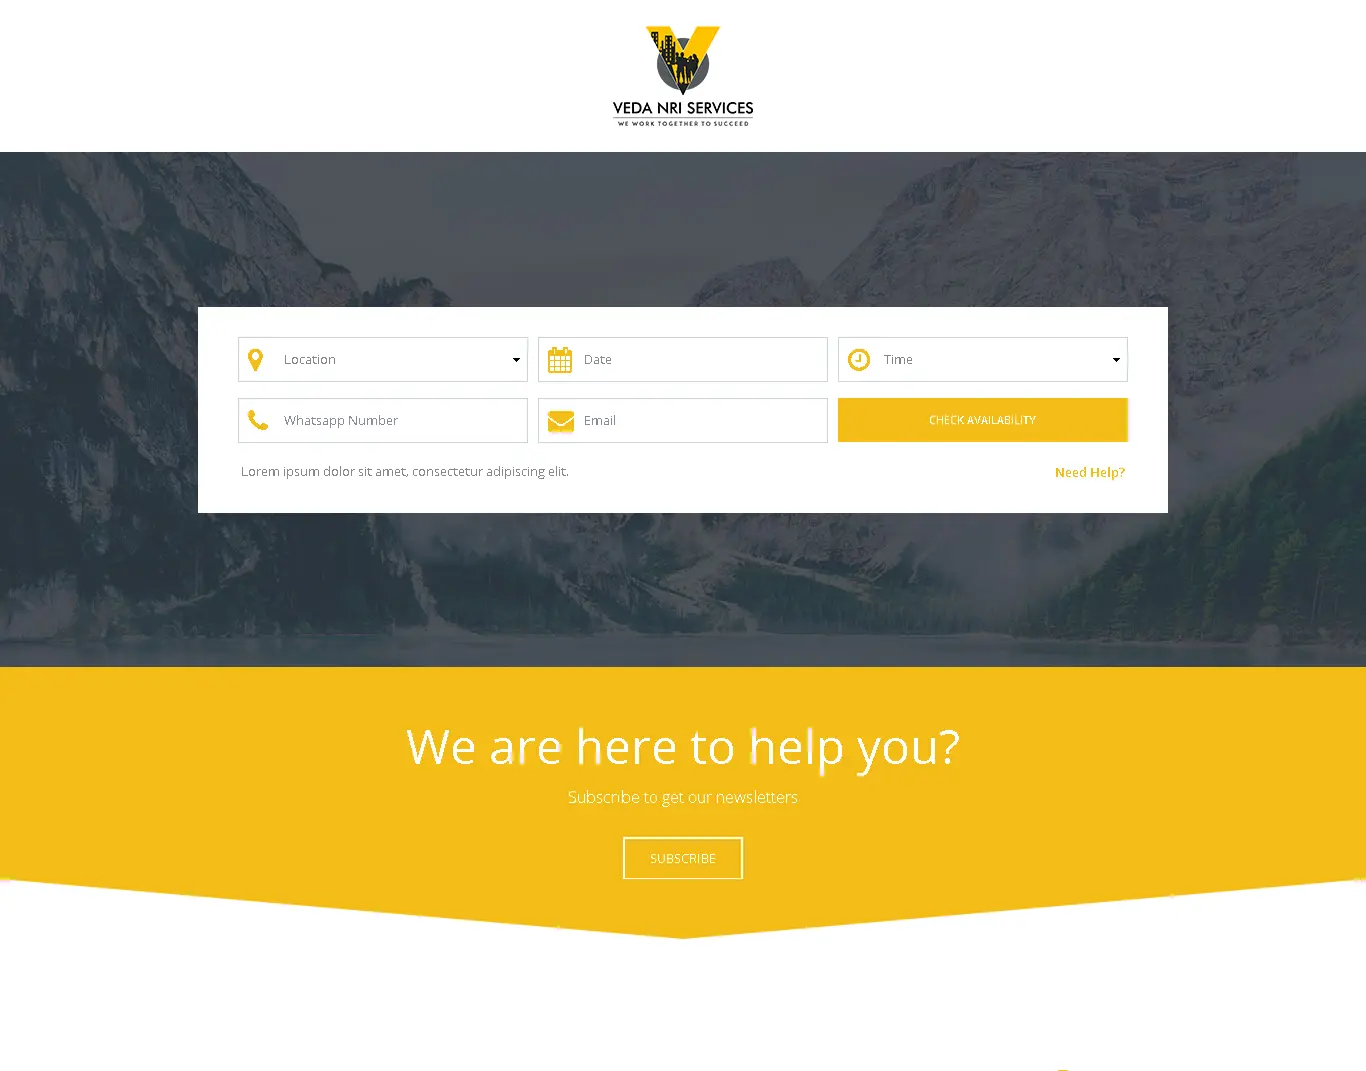 VEDA NRI SERVICES
WE WORK TOGETHER TO SUCCEED
Location
Date
Time
Whatsapp Number
Email
CHECK AVAILABILITY
Lorem ipsum dolor sit amet, consectetur adipiscing elit.
Need Help?
We are here to help you?
Subscribe to get our newsletters
SUBSCRIBE